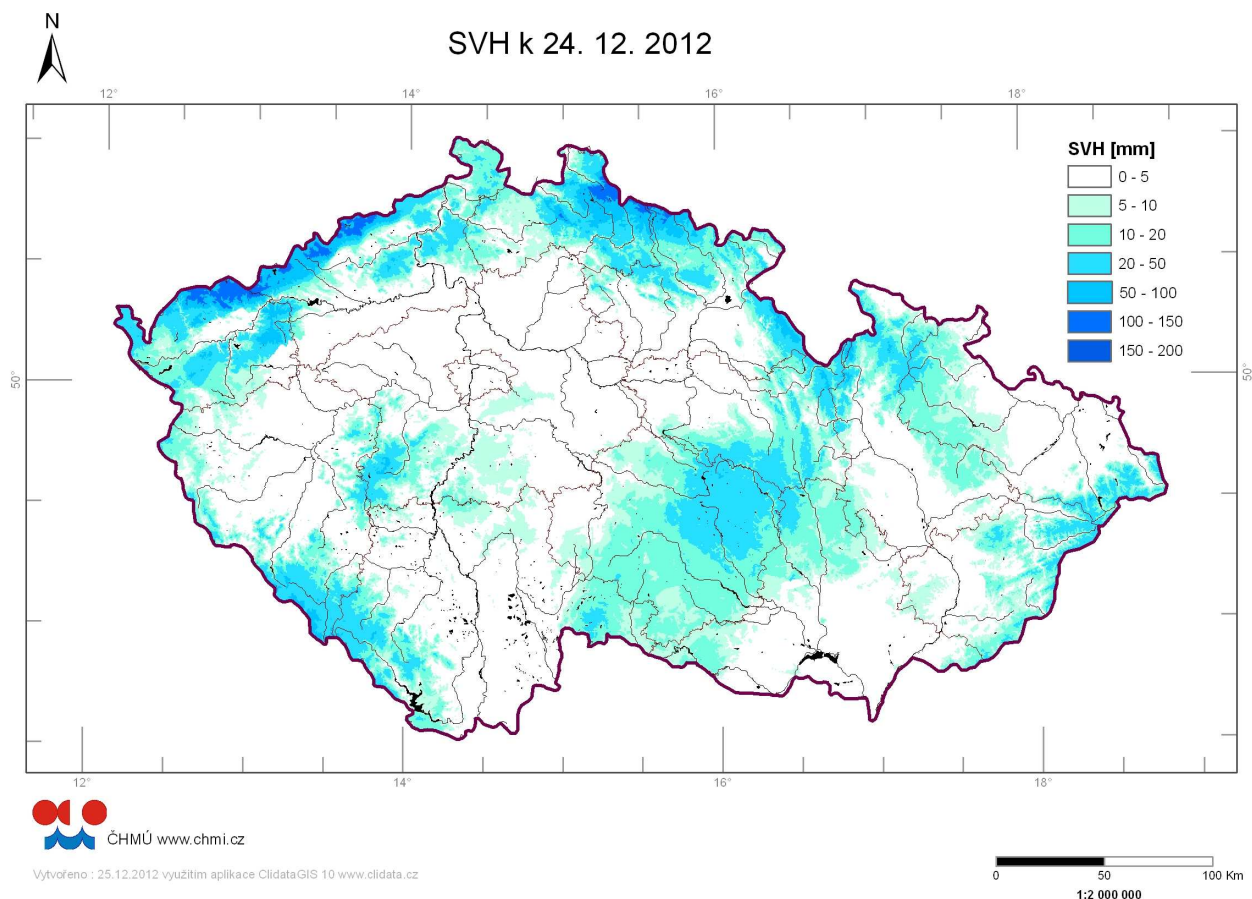 N
SVH k 24. 12. 2012
12° 14° 16° 18°
SVH [mm]
0 - 5
5 - 10
10 - 20
20 - 50
50 - 100
100 - 150
150 - 200
50° 50°
12° 14° 16° 18°
ČHMÚ www.chmi.cz
Vytvořeno : 25.12.2012 využitím aplikace ClidataGIS 10 www.clidata.cz
0 50 100 Km
1:2 000 000